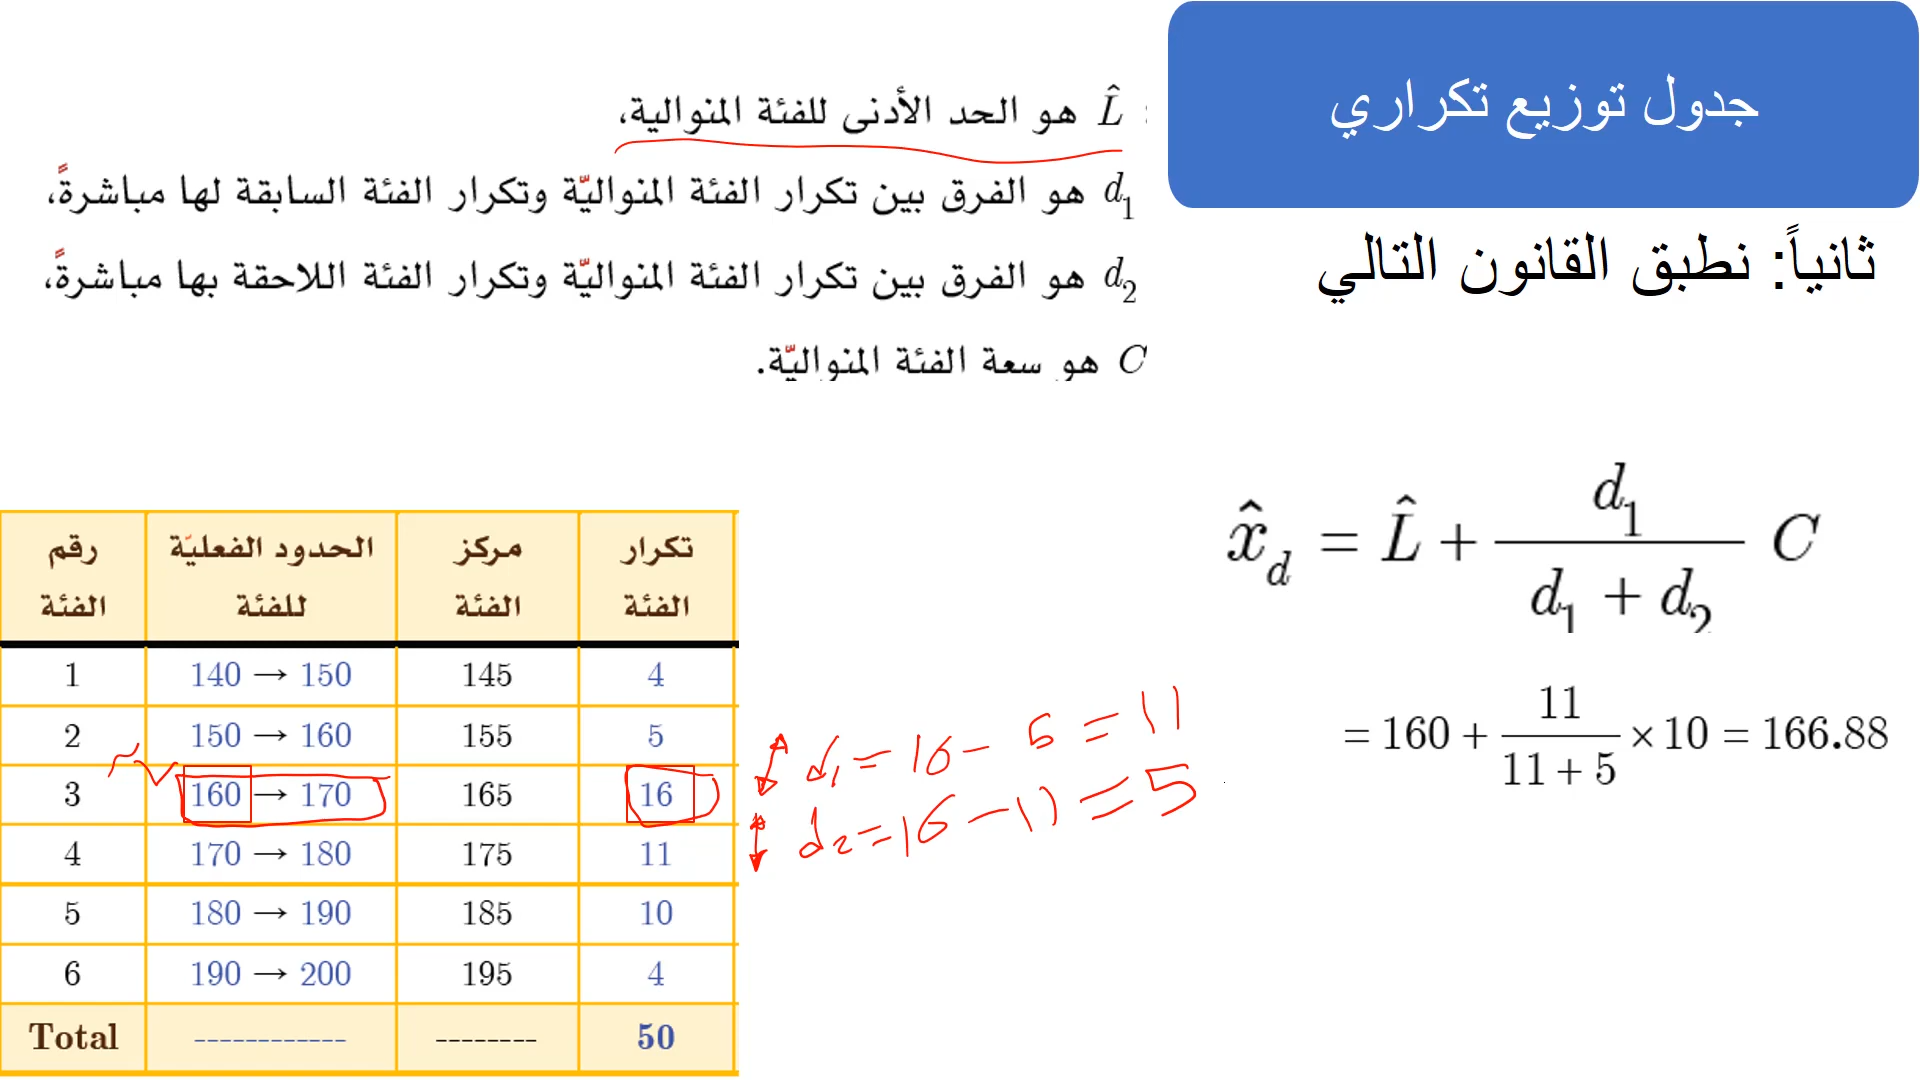 جدول توزيع تكراري
ثانياً: نطبق القانون التالي
: L̂ هو الحد الأدنى للفئة المنوالية،
d₁ هو الفرق بين تكرار الفئة المنواليّة وتكرار الفئة السابقة لها مباشرةً،
d₂ هو الفرق بين تكرار الفئة المنواليّة وتكرار الفئة اللاحقة بها مباشرةً،
C هو سعة الفئة المنواليّة.
x̂_d = L̂ + d₁ / (d₁ + d₂) C
= 160 + 11 / (11 + 5) × 10 = 166.88
رقم الفئة الحدود الفعليّة للفئة مركز الفئة تكرار الفئة
1 140 → 150 145 4
2 150 → 160 155 5
3 160 → 170 165 16
4 170 → 180 175 11
5 180 → 190 185 10
6 190 → 200 195 4
Total ------------ -------- 50
d₁ = 16 - 5 = 11
d₂ = 16 - 11 = 5